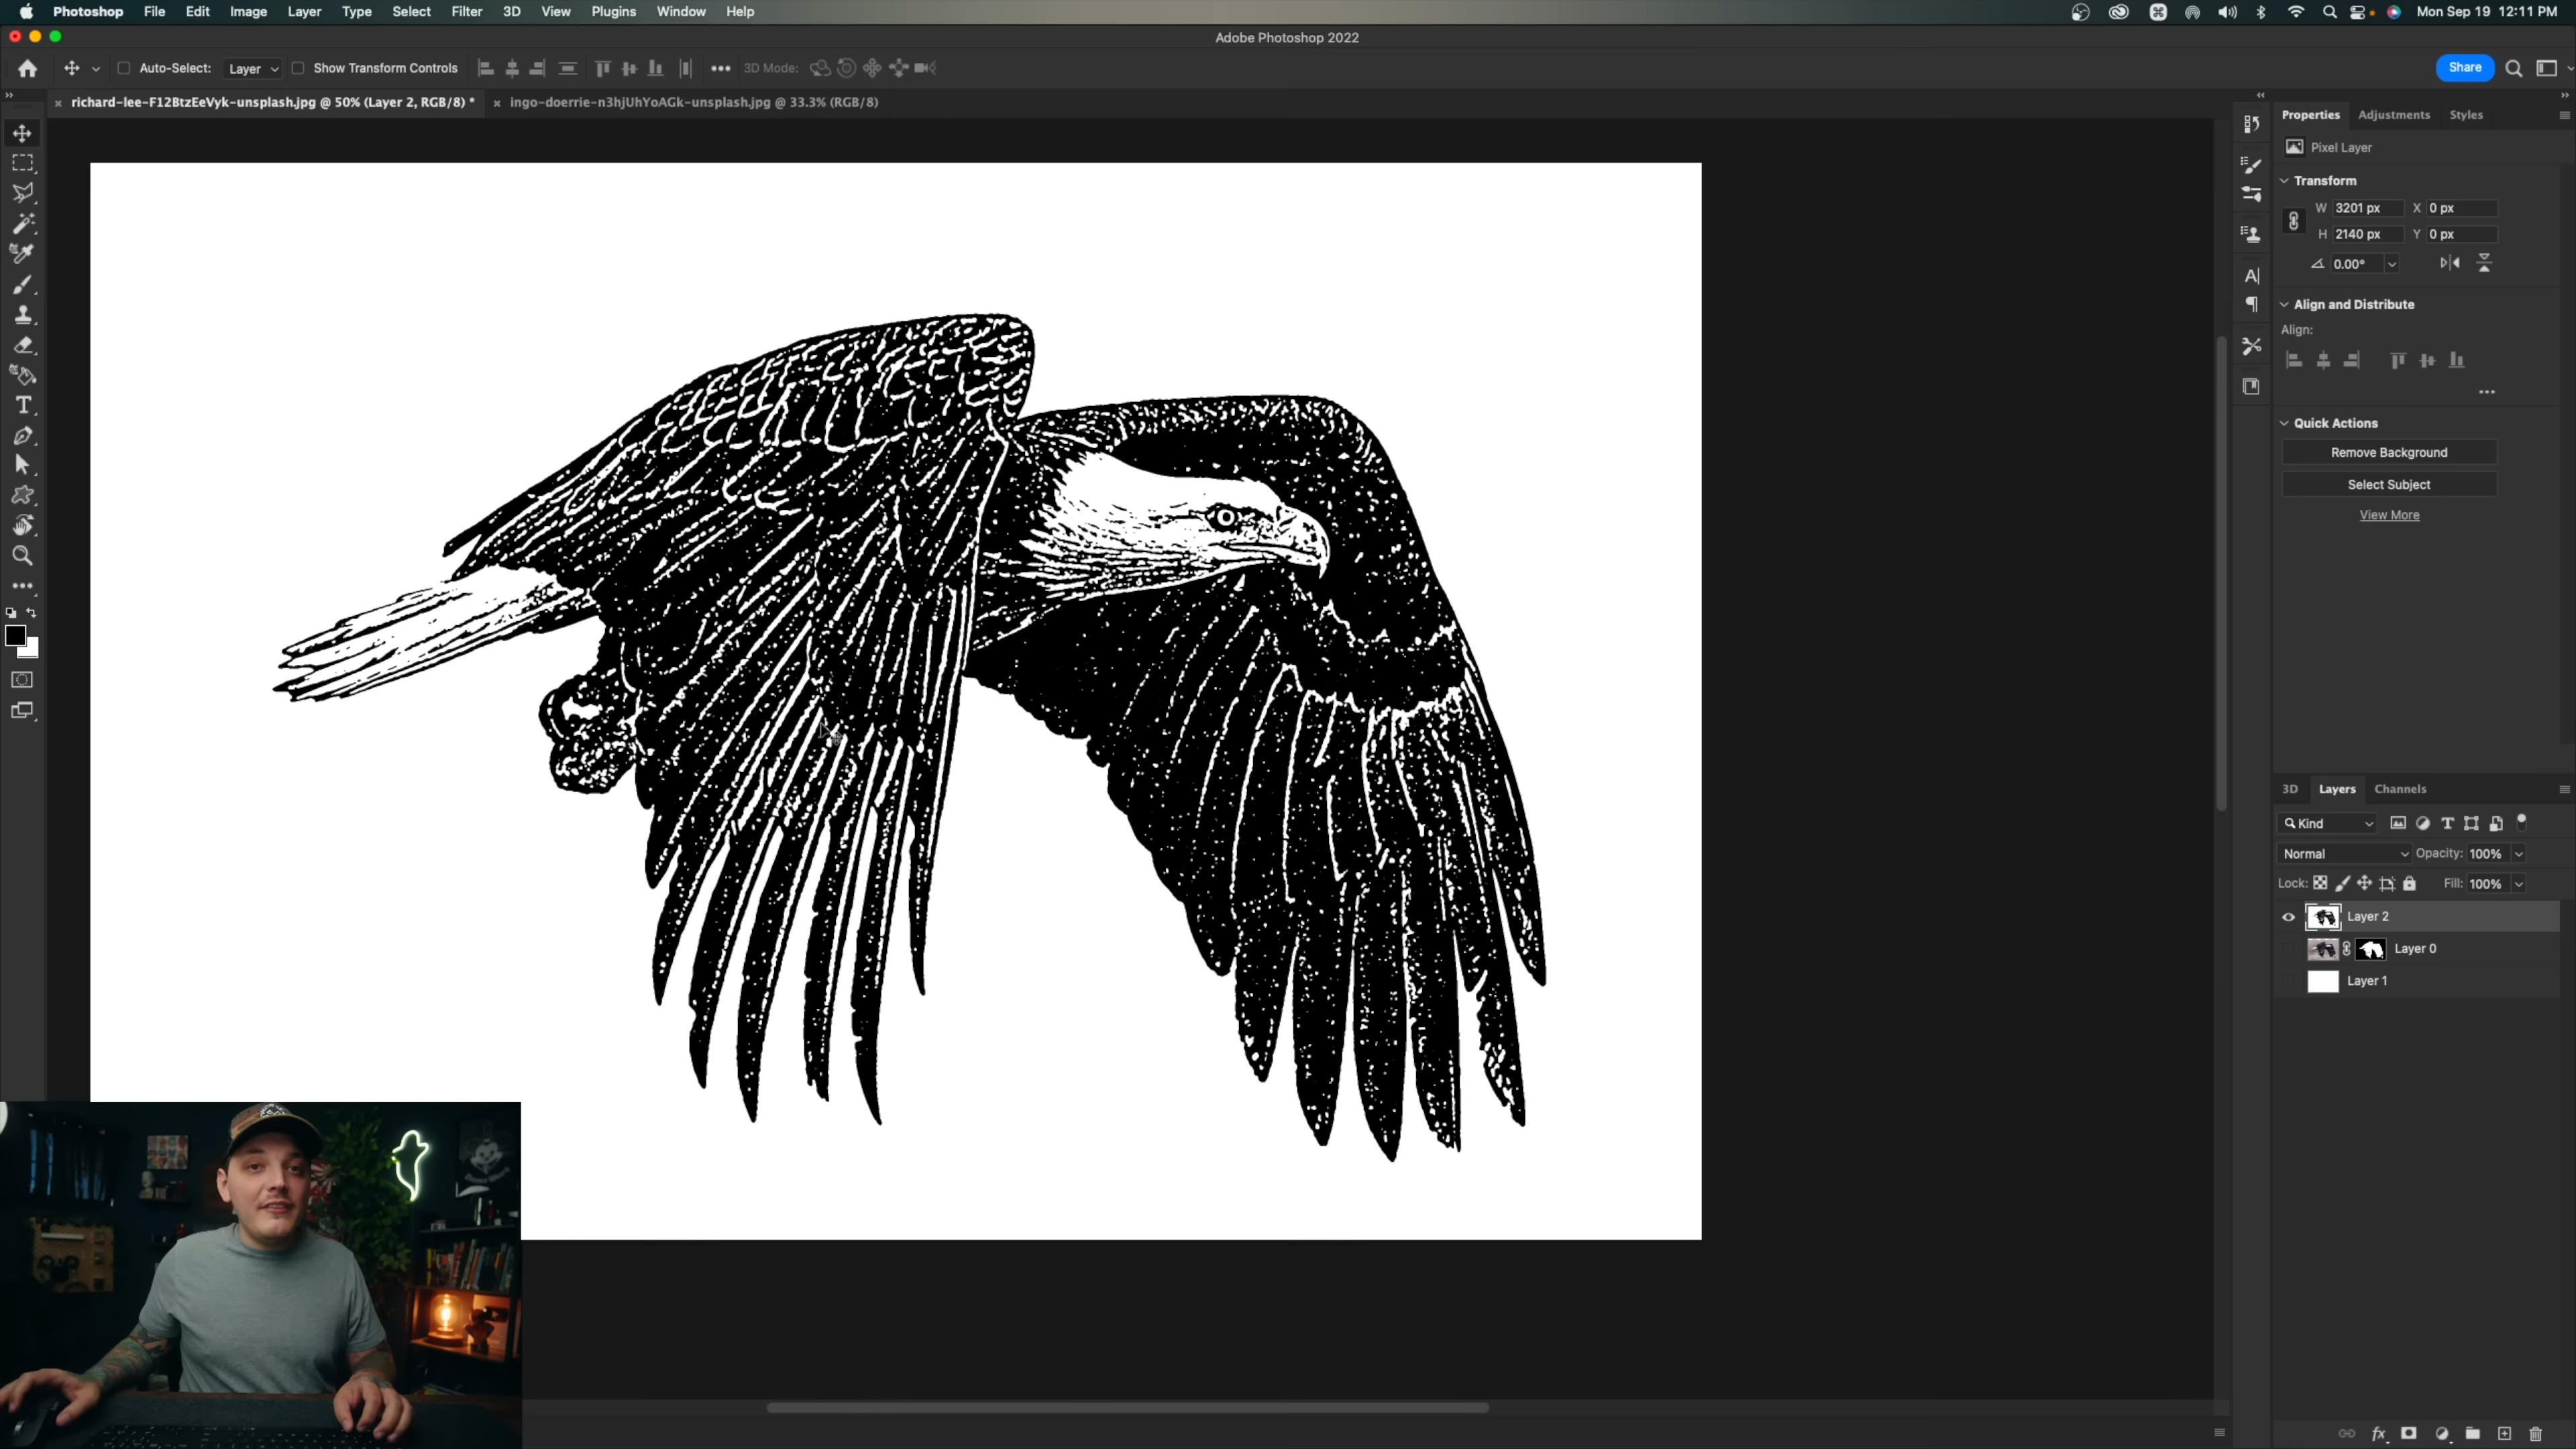 Photoshop File Edit Image Layer Type Select Filter 3D View Plugins Window Help Mon Sep 19 12:11 PM
Adobe Photoshop 2022
Auto-Select: Layer Show Transform Controls 3D Mode: Share
richard-lee-F12BtzEeVyk-unsplash.jpg @ 50% (Layer 2, RGB/8) * ingo-doerrie-n3hjUhYoAGk-unsplash.jpg @ 33.3% (RGB/8)
Properties Adjustments Styles
Pixel Layer
Transform
W 3201 px X 0 px
H 2140 px Y 0 px
0.00°
Align and Distribute
Align:
Quick Actions
Remove Background
Select Subject
View More
3D Layers Channels
Kind
Normal Opacity: 100%
Lock: Fill: 100%
Layer 2
Layer 0
Layer 1